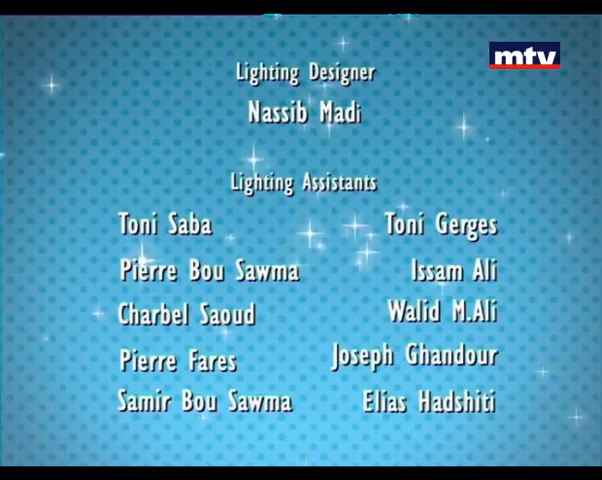 mtv
Lighting Designer
Nassib Madi
Lighting Assistants
Toni Saba Toni Gerges
Pierre Bou Sawma Issam Ali
Charbel Saoud Walid M.Ali
Pierre Fares Joseph Ghandour
Samir Bou Sawma Elias Hadshiti